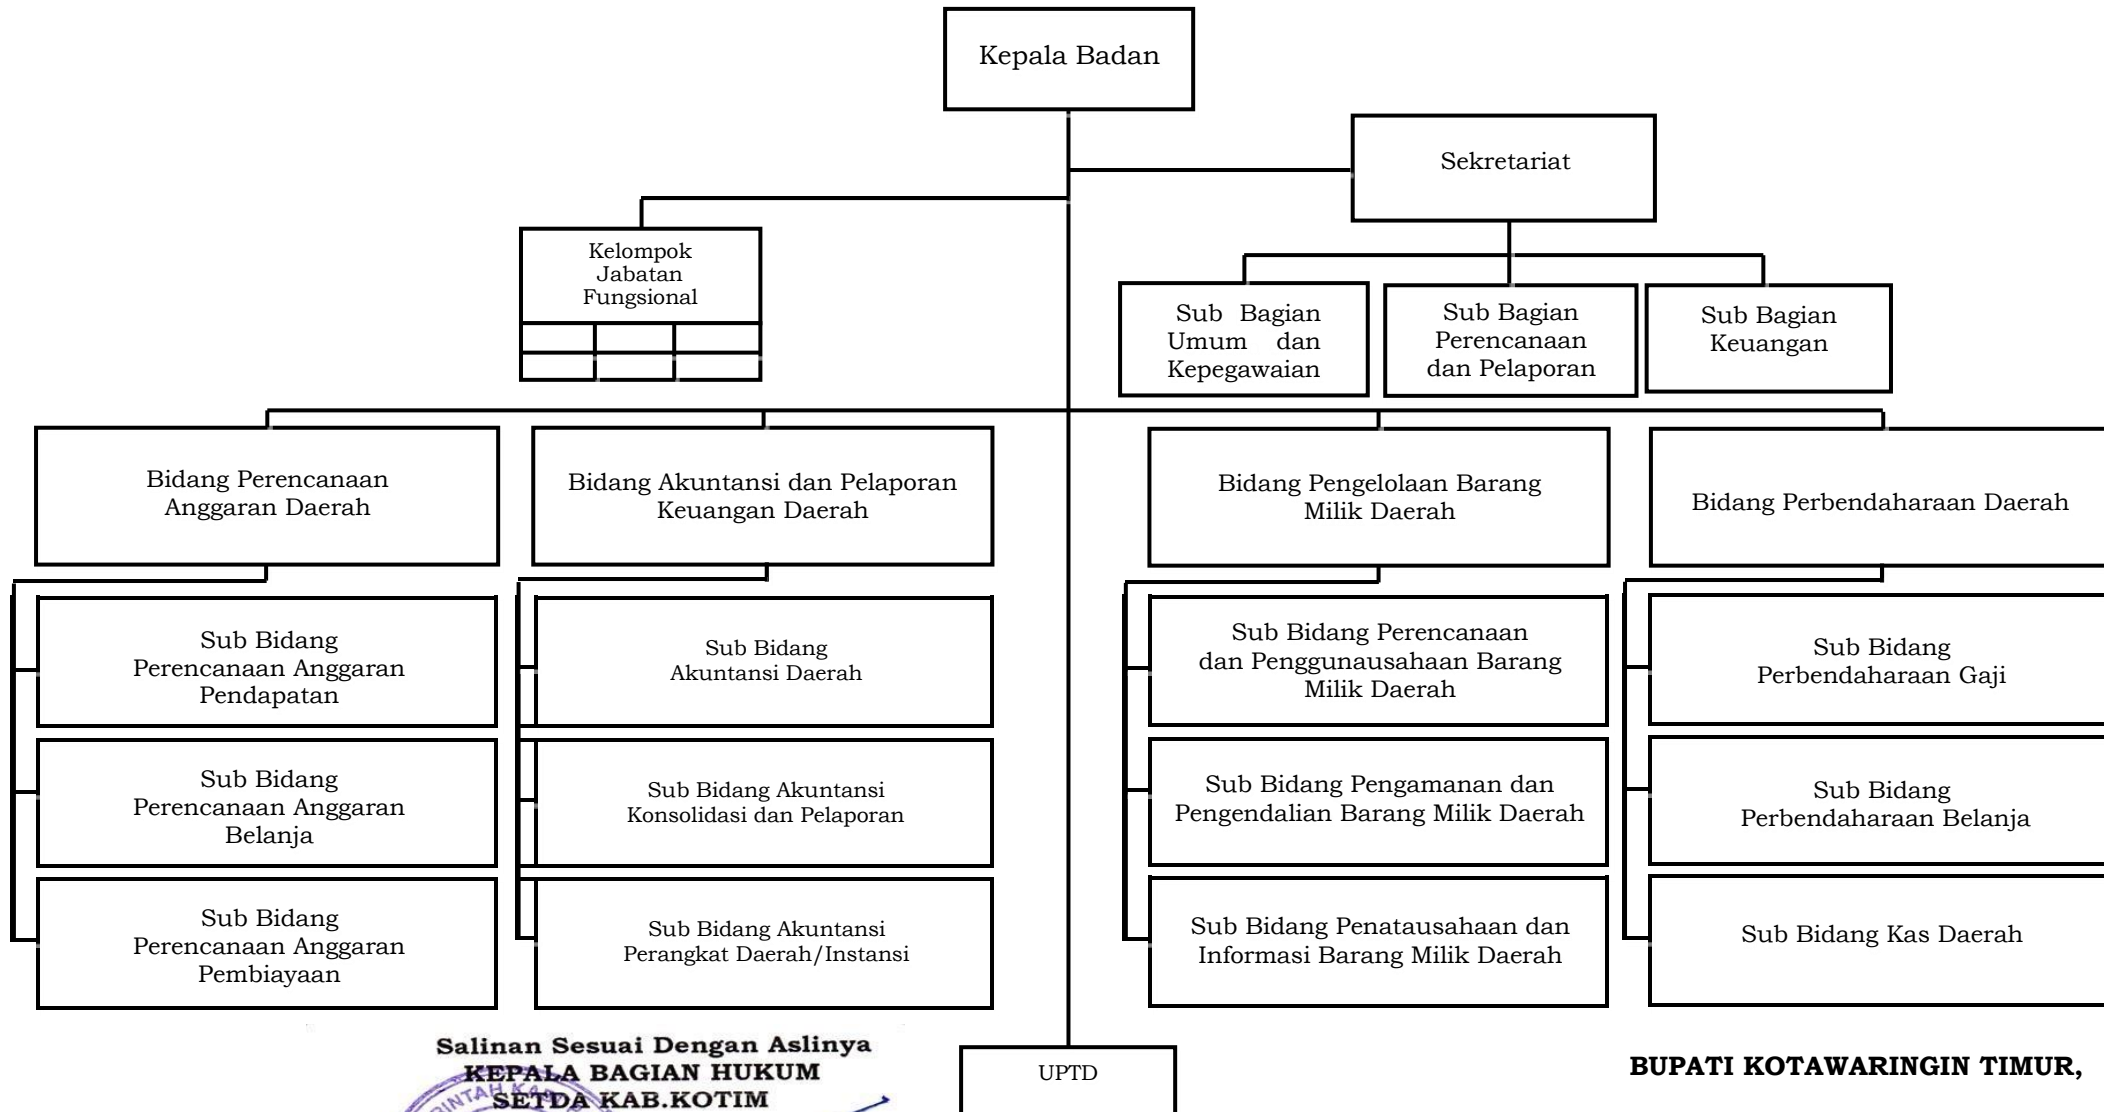 Kepala Badan
Sekretariat
Kelompok
Jabatan
Fungsional
Sub Bagian
Umum dan
Kepegawaian
Sub Bagian
Perencanaan
dan Pelaporan
Sub Bagian
Keuangan
Bidang Perencanaan
Anggaran Daerah
Bidang Akuntansi dan Pelaporan
Keuangan Daerah
Bidang Pengelolaan Barang
Milik Daerah
Bidang Perbendaharaan Daerah
Sub Bidang
Perencanaan Anggaran
Pendapatan
Sub Bidang
Akuntansi Daerah
Sub Bidang Perencanaan
dan Penggunausahaan Barang
Milik Daerah
Sub Bidang
Perbendaharaan Gaji
Sub Bidang
Perencanaan Anggaran
Belanja
Sub Bidang Akuntansi
Konsolidasi dan Pelaporan
Sub Bidang Pengamanan dan
Pengendalian Barang Milik Daerah
Sub Bidang
Perbendaharaan Belanja
Sub Bidang
Perencanaan Anggaran
Pembiayaan
Sub Bidang Akuntansi
Perangkat Daerah/Instansi
Sub Bidang Penatausahaan dan
Informasi Barang Milik Daerah
Sub Bidang Kas Daerah
Salinan Sesuai Dengan Aslinya
KEPALA BAGIAN HUKUM
SETDA KAB.KOTIM
UPTD
BUPATI KOTAWARINGIN TIMUR,